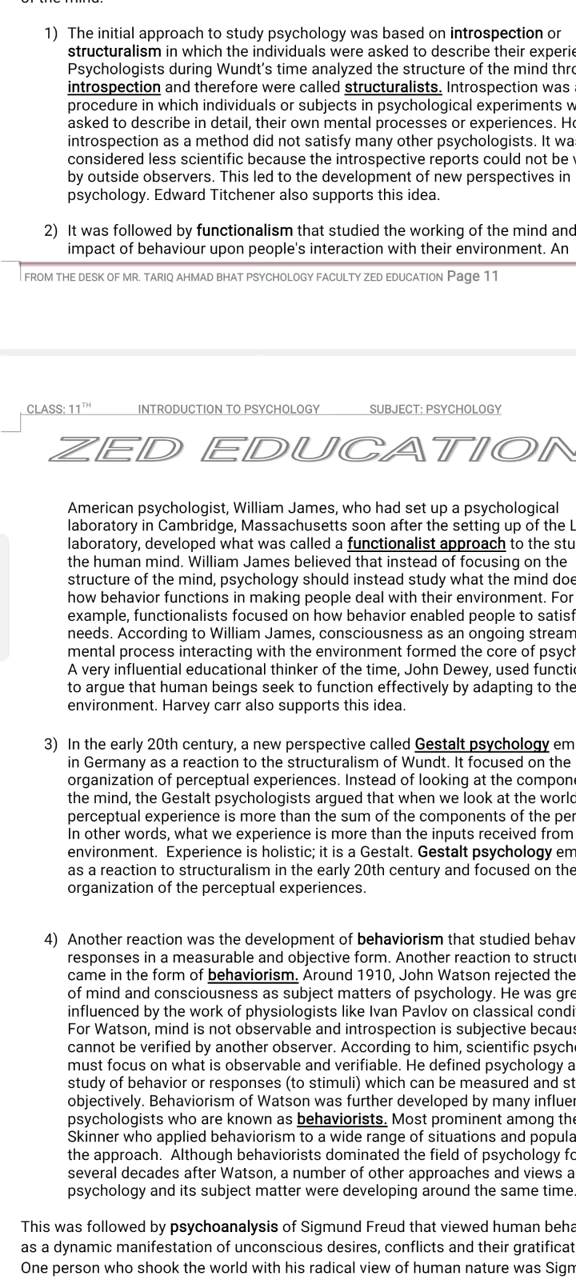 of the mind.
1) The initial approach to study psychology was based on introspection or
structuralism in which the individuals were asked to describe their
Psychologists during Wundt's time analyzed the structure of the mind
introspection and therefore were called structuralists. Introspection was
procedure in which individuals or subjects in psychological experiments
asked to describe in detail, their own mental processes or experiences.
introspection as a method did not satisfy many other psychologists. It
considered less scientific because the introspective reports could not be
by outside observers. This led to the development of new perspectives in
psychology. Edward Titchener also supports this idea.
2) It was followed by functionalism that studied the working of the mind and
impact of behaviour upon people's interaction with their environment. An
FROM THE DESK OF MR. TARIQ AHMAD BHAT PSYCHOLOGY FACULTY ZED EDUCATION Page 11
CLASS: 11TH INTRODUCTION TO PSYCHOLOGY SUBJECT: PSYCHOLOGY
ZED EDUCATION
American psychologist, William James, who had set up a psychological
laboratory in Cambridge, Massachusetts soon after the setting up of the
laboratory, developed what was called a functionalist approach to the
the human mind. William James believed that instead of focusing on the
structure of the mind, psychology should instead study what the mind
how behavior functions in making people deal with their environment. For
example, functionalists focused on how behavior enabled people to
needs. According to William James, consciousness as an ongoing stream
mental process interacting with the environment formed the core of
A very influential educational thinker of the time, John Dewey, used
to argue that human beings seek to function effectively by adapting to
environment. Harvey carr also supports this idea.
3) In the early 20th century, a new perspective called Gestalt psychology
in Germany as a reaction to the structuralism of Wundt. It focused on the
organization of perceptual experiences. Instead of looking at the
the mind, the Gestalt psychologists argued that when we look at the world
perceptual experience is more than the sum of the components of the
In other words, what we experience is more than the inputs received from
environment. Experience is holistic; it is a Gestalt. Gestalt psychology
as a reaction to structuralism in the early 20th century and focused on the
organization of the perceptual experiences.
4) Another reaction was the development of behaviorism that studied
responses in a measurable and objective form. Another reaction to
came in the form of behaviorism. Around 1910, John Watson rejected the
of mind and consciousness as subject matters of psychology. He was
influenced by the work of physiologists like Ivan Pavlov on classical
For Watson, mind is not observable and introspection is subjective
cannot be verified by another observer. According to him, scientific
must focus on what is observable and verifiable. He defined psychology
study of behavior or responses (to stimuli) which can be measured and
objectively. Behaviorism of Watson was further developed by many
psychologists who are known as behaviorists. Most prominent among
Skinner who applied behaviorism to a wide range of situations and
the approach. Although behaviorists dominated the field of psychology
several decades after Watson, a number of other approaches and views
psychology and its subject matter were developing around the same time.
This was followed by psychoanalysis of Sigmund Freud that viewed human
as a dynamic manifestation of unconscious desires, conflicts and their
One person who shook the world with his radical view of human nature was